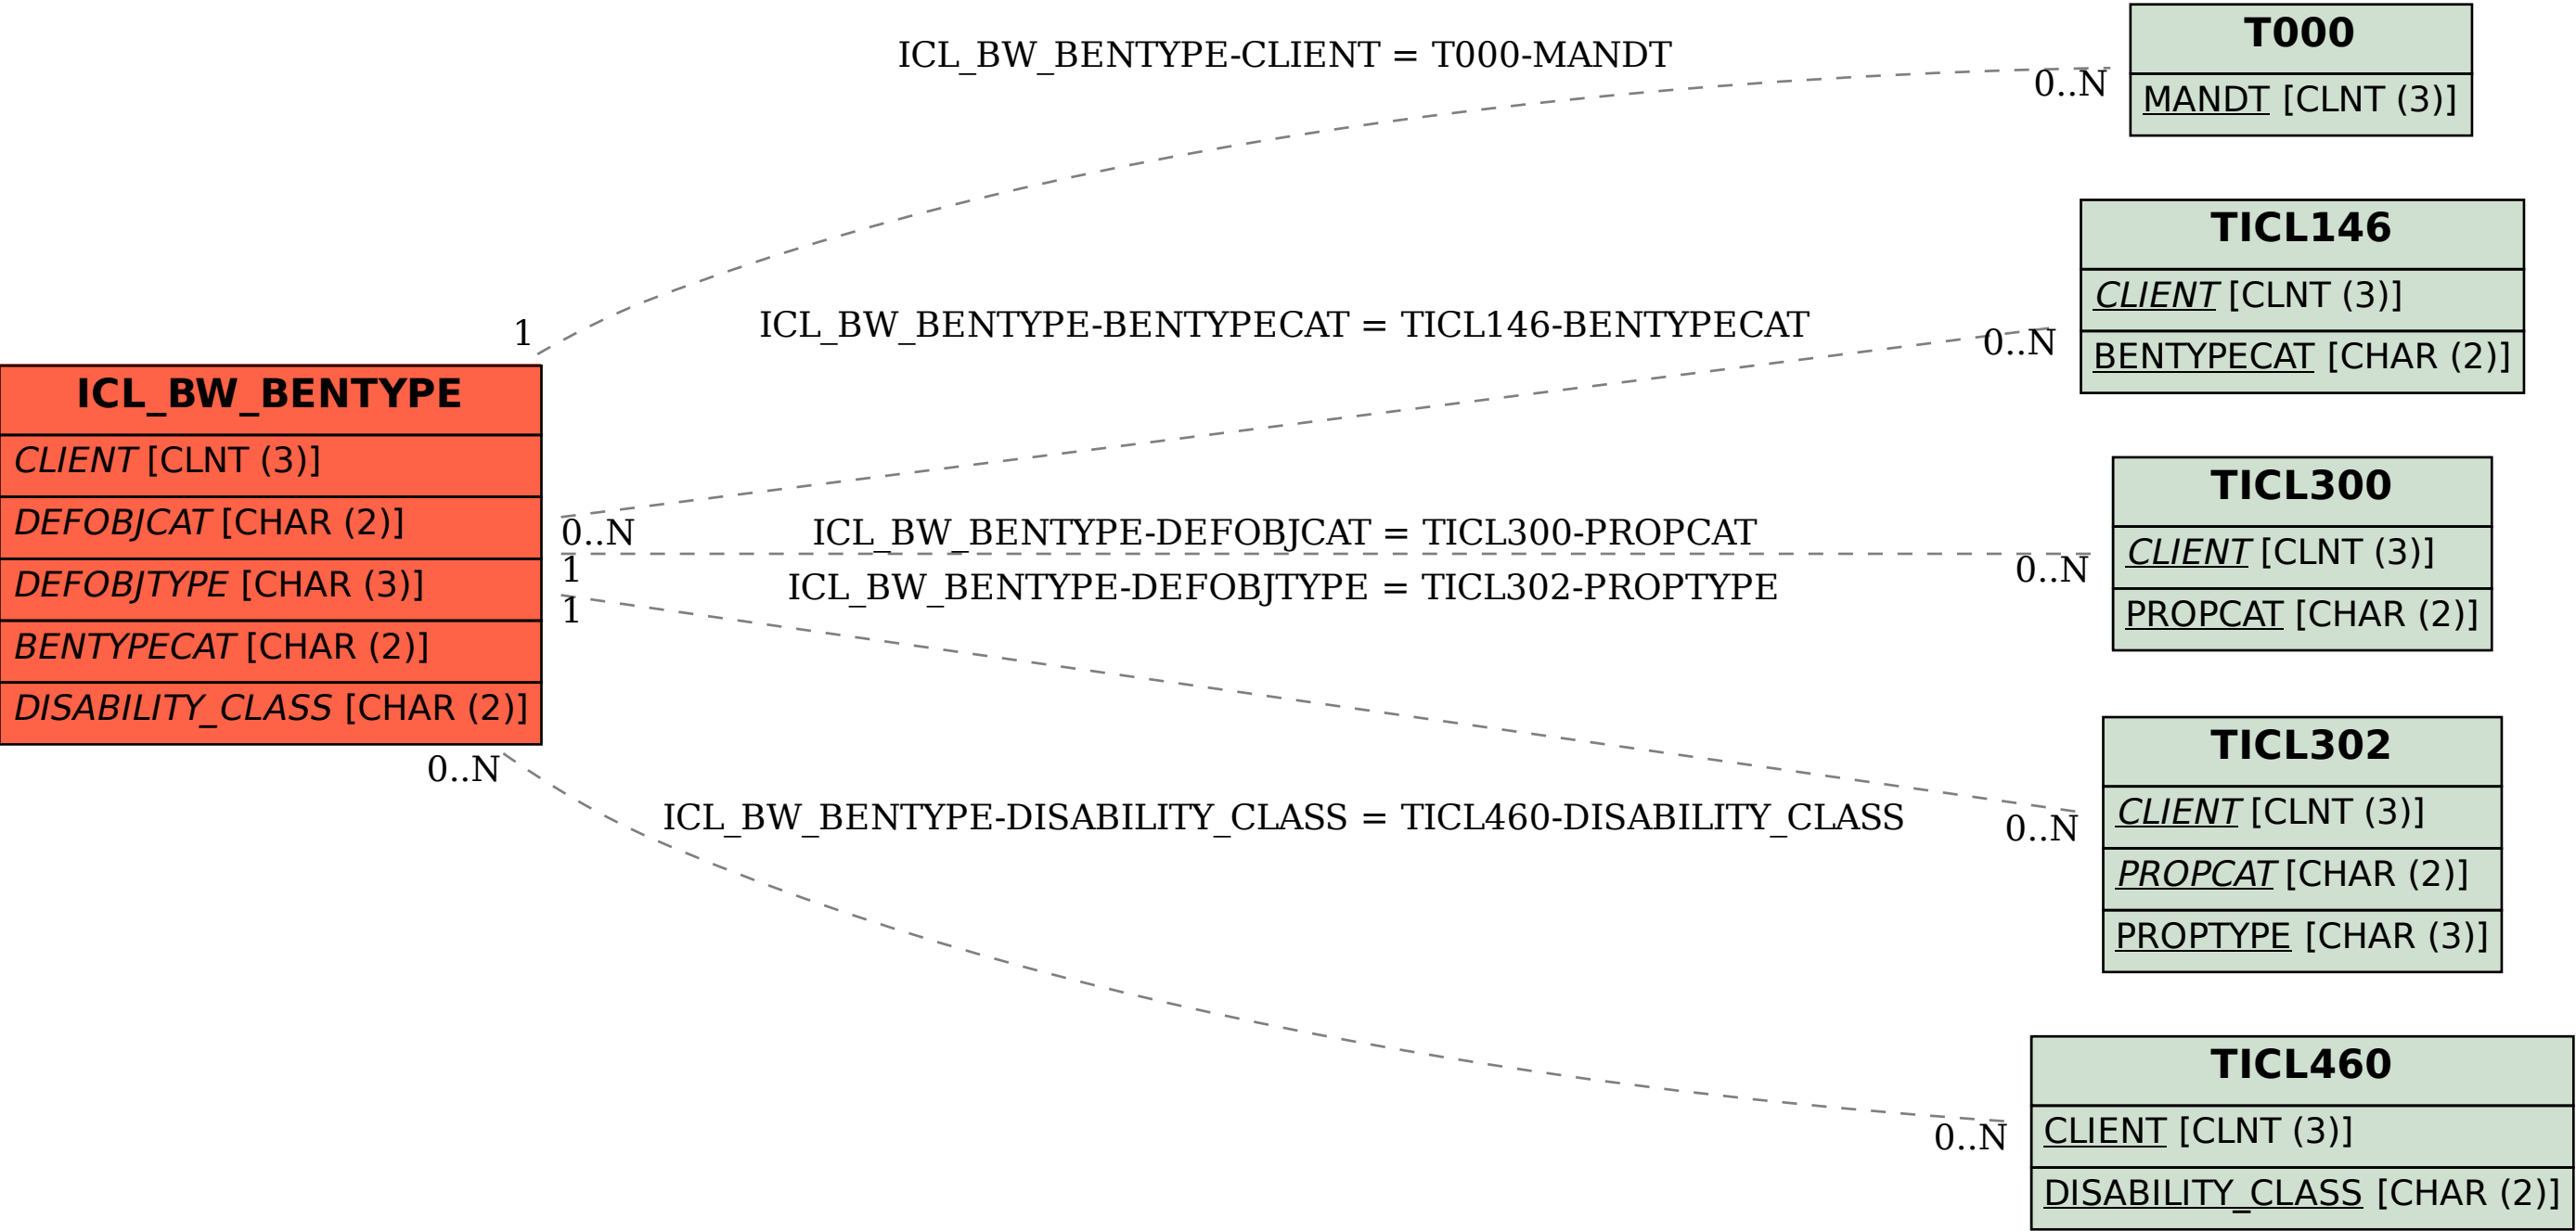 ICL_BW_BENTYPE-CLIENT = T000-MANDT
0..N
1
T000
MANDT [CLNT (3)]
ICL_BW_BENTYPE-BENTYPECAT = TICL146-BENTYPECAT
0..N
0..N
TICL146
CLIENT [CLNT (3)]
BENTYPECAT [CHAR (2)]
ICL_BW_BENTYPE
CLIENT [CLNT (3)]
DEFOBJCAT [CHAR (2)]
DEFOBJTYPE [CHAR (3)]
BENTYPECAT [CHAR (2)]
DISABILITY_CLASS [CHAR (2)]
ICL_BW_BENTYPE-DEFOBJCAT = TICL300-PROPCAT
1
0..N
TICL300
CLIENT [CLNT (3)]
PROPCAT [CHAR (2)]
ICL_BW_BENTYPE-DEFOBJTYPE = TICL302-PROPTYPE
1
0..N
TICL302
CLIENT [CLNT (3)]
PROPCAT [CHAR (2)]
PROPTYPE [CHAR (3)]
0..N
ICL_BW_BENTYPE-DISABILITY_CLASS = TICL460-DISABILITY_CLASS
0..N
TICL460
CLIENT [CLNT (3)]
DISABILITY_CLASS [CHAR (2)]